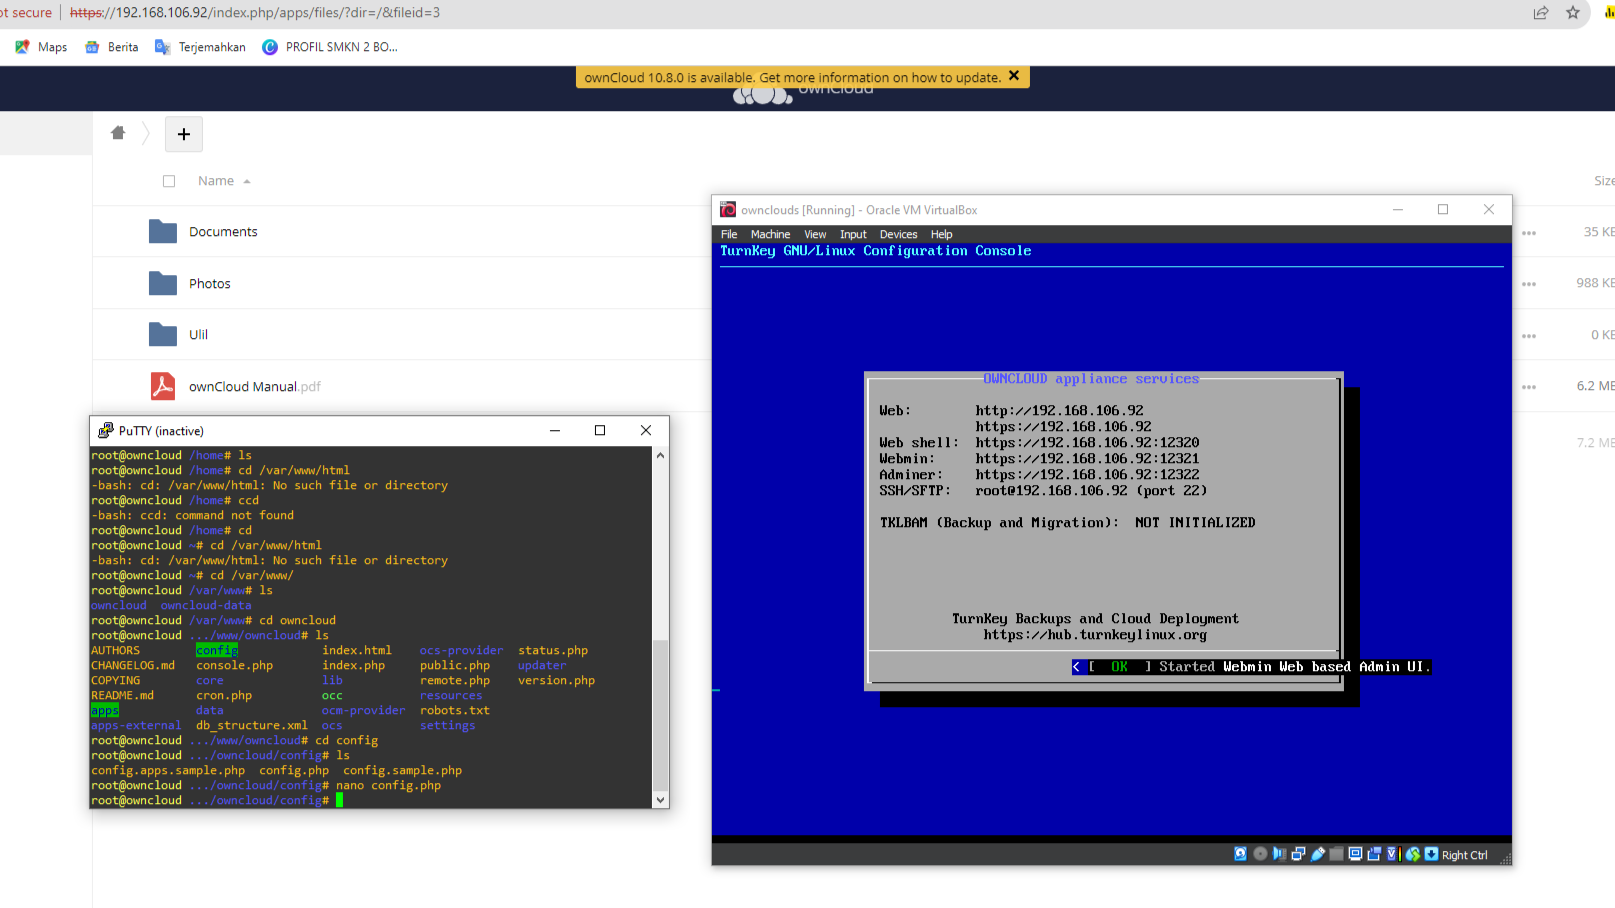 ot secure https://192.168.106.92/index.php/apps/files/?dir=/&fileid=3
Maps Berita Terjemahkan PROFIL SMKN 2 BO...
ownCloud 10.8.0 is available. Get more information on how to update.
ownCloud
+
Name
Size
Documents
35 KB
Photos
988 KB
Ulil
0 KB
ownCloud Manual.pdf
6.2 MB
7.2 MB
PuTTY (inactive)
root@owncloud /home# ls
root@owncloud /home# cd /var/www/html
-bash: cd: /var/www/html: No such file or directory
root@owncloud /home# ccd
-bash: ccd: command not found
root@owncloud /home# cd
root@owncloud ~# cd /var/www/html
-bash: cd: /var/www/html: No such file or directory
root@owncloud ~# cd /var/www/
root@owncloud /var/www# ls
owncloud owncloud-data
root@owncloud /var/www# cd owncloud
root@owncloud .../www/owncloud# ls
AUTHORS config index.html ocs-provider status.php
CHANGELOG.md console.php index.php public.php updater
COPYING core lib remote.php version.php
README.md cron.php occ resources
apps data ocm-provider robots.txt
apps-external db_structure.xml ocs settings
root@owncloud .../www/owncloud# cd config
root@owncloud .../owncloud/config# ls
config.apps.sample.php config.php config.sample.php
root@owncloud .../owncloud/config# nano config.php
root@owncloud .../owncloud/config#
ownclouds [Running] - Oracle VM VirtualBox
File Machine View Input Devices Help
TurnKey GNU/Linux Configuration Console
OWNCLOUD appliance services
Web: http://192.168.106.92
https://192.168.106.92
Web shell: https://192.168.106.92:12320
Webmin: https://192.168.106.92:12321
Adminer: https://192.168.106.92:12322
SSH/SFTP: root@192.168.106.92 (port 22)
TKLBAM (Backup and Migration): NOT INITIALIZED
TurnKey Backups and Cloud Deployment
https://hub.turnkeylinux.org
<[ OK ] Started Webmin Web based Admin UI.
Right Ctrl